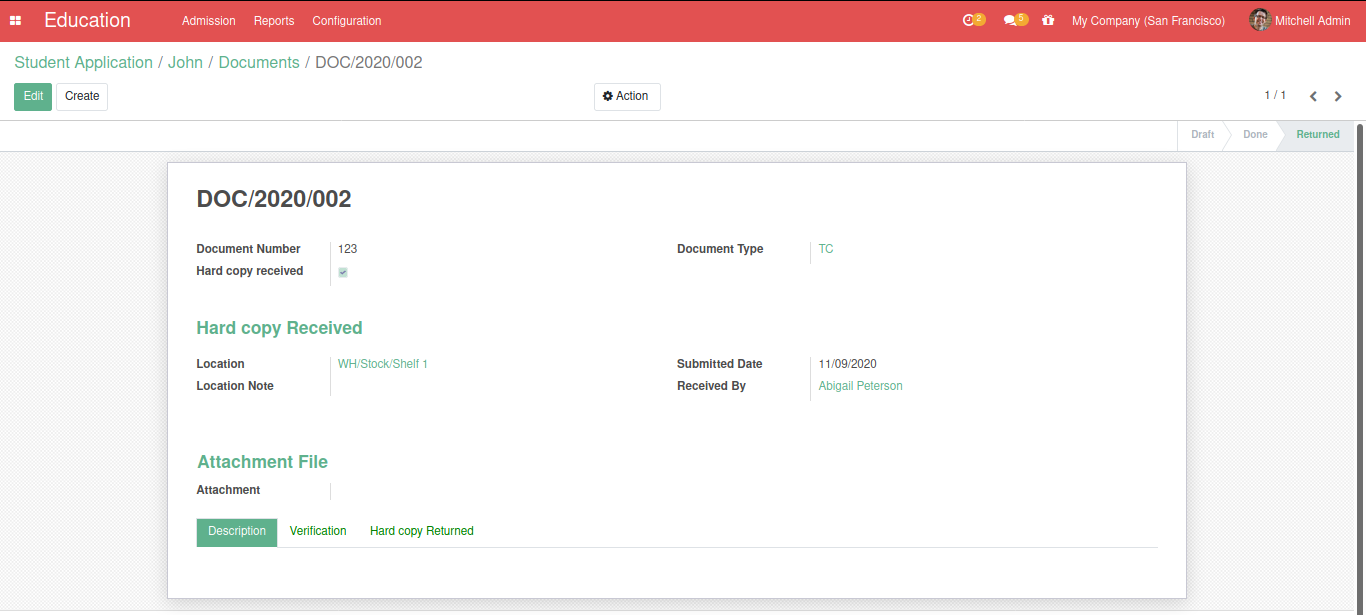 Education Admission Reports Configuration 2 5 My Company (San Francisco) Mitchell Admin
Student Application / John / Documents / DOC/2020/002
Edit Create Action 1 / 1
Draft Done Returned
DOC/2020/002
Document Number 123 Document Type TC
Hard copy received
Hard copy Received
Location WH/Stock/Shelf 1 Submitted Date 11/09/2020
Location Note Received By Abigail Peterson
Attachment File
Attachment
Description Verification Hard copy Returned